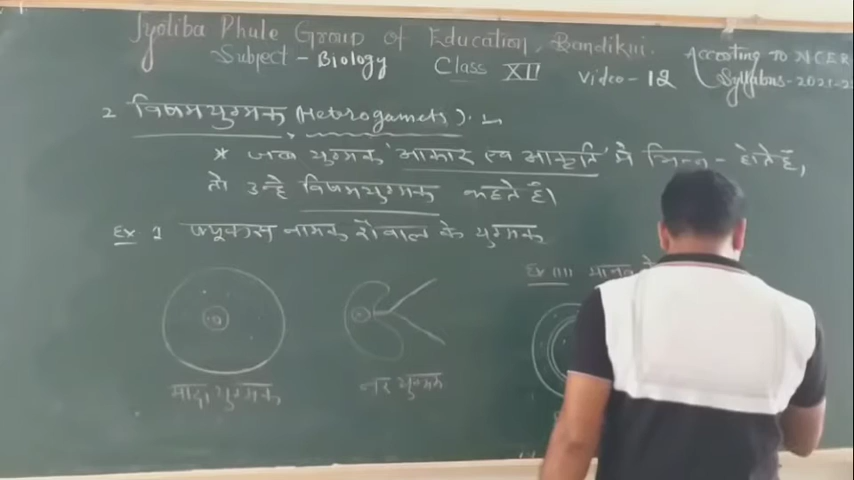 Jyotiba Phule Group of Education, Bandikui.
Subject - Biology Class XII Video - 12
According to NCER
Syllabus - 2021-2
2 विषमयुग्मक (Hetrogamets) :-
* जब युग्मक 'आकार एव आकृति' मे भिन्न - होते हैं,
तो उन्हे विषमयुग्मक कहते हैं।
Ex 1 फ्यूकस नामक शैवाल के युग्मक
Ex III मानव
मादा युग्मक
नर युग्मक